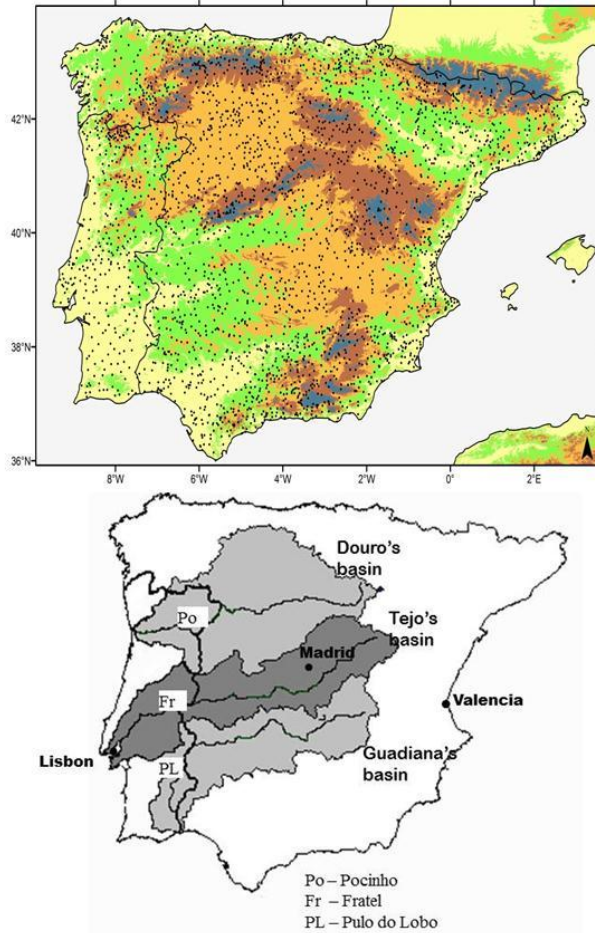 42°N
40°N
38°N
36°N
8°W
6°W
4°W
2°W
0°
2°E
Douro's
basin
Po
Tejo's
basin
Madrid
Fr
Valencia
Lisbon
PL
Guadiana's
basin
Po – Pocinho
Fr – Fratel
PL – Pulo do Lobo